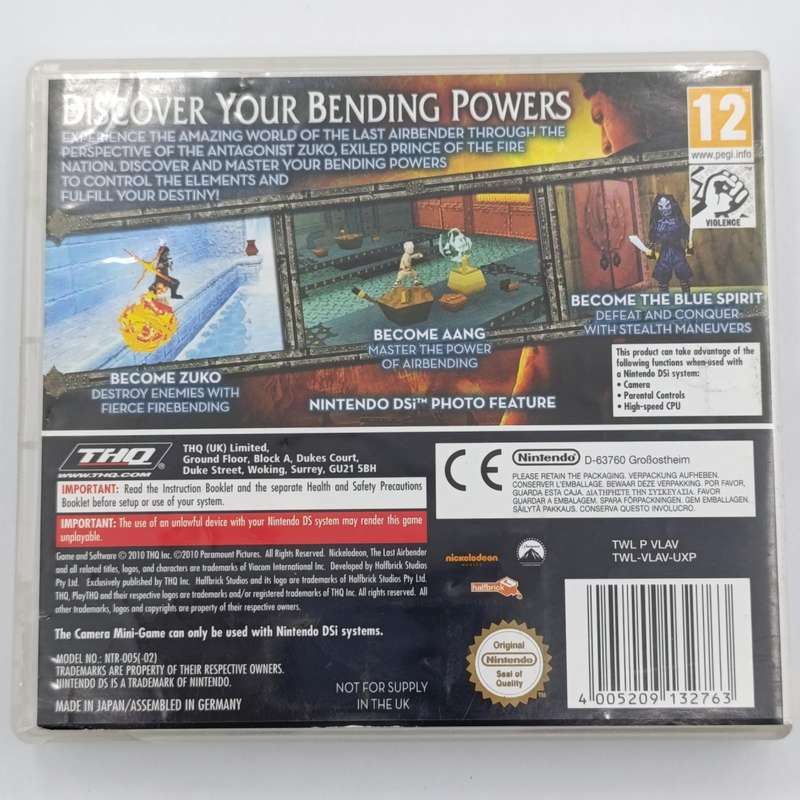 DISCOVER YOUR BENDING POWERS
EXPERIENCE THE AMAZING WORLD OF THE LAST AIRBENDER THROUGH THE
PERSPECTIVE OF THE ANTAGONIST ZUKO, EXILED PRINCE OF THE FIRE
NATION, DISCOVER AND MASTER YOUR BENDING POWERS
TO CONTROL THE ELEMENTS AND
FULFILL YOUR DESTINY!
12
www.pegi.info
VIOLENCE
BECOME ZUKO
DESTROY ENEMIES WITH
FIERCE FIREBENDING
BECOME AANG
MASTER THE POWER
OF AIRBENDING
BECOME THE BLUE SPIRIT
DEFEAT AND CONQUER
WITH STEALTH MANEUVERS
NINTENDO DSi™ PHOTO FEATURE
This product can take advantage of the
following functions when used with
a Nintendo DSi system:
• Camera
• Parental Controls
• High-speed CPU
THQ
WWW.THQ.COM
THQ (UK) Limited,
Ground Floor, Block A, Dukes Court,
Duke Street, Woking, Surrey, GU21 5BH
IMPORTANT: Read the Instruction Booklet and the separate Health and Safety Precautions
Booklet before setup or use of your system.
IMPORTANT: The use of an unlawful device with your Nintendo DS system may render this game
unplayable.
Game and Software © 2010 THQ Inc. ©2010 Paramount Pictures. All Rights Reserved. Nickelodeon, The Last Airbender
and all related titles, logos, and characters are trademarks of Viacom International Inc. Developed by Halfbrick Studios
Pty Ltd. Exclusively published by THQ Inc. Halfbrick Studios and its logo are trademarks of Halfbrick Studios Pty Ltd.
THQ, PlayTHQ and their respective logos are trademarks and/or registered trademarks of THQ Inc. All rights reserved. All
other trademarks, logos and copyrights are property of their respective owners.
The Camera Mini-Game can only be used with Nintendo DSi systems.
MODEL NO.: NTR-005(-02)
TRADEMARKS ARE PROPERTY OF THEIR RESPECTIVE OWNERS.
NINTENDO DS IS A TRADEMARK OF NINTENDO.
MADE IN JAPAN/ASSEMBLED IN GERMANY
NOT FOR SUPPLY
IN THE UK
CE
Nintendo D-63760 Großostheim
PLEASE RETAIN THE PACKAGING. VERPACKUNG AUFHEBEN.
CONSERVER L'EMBALLAGE. BEWAAR DEZE VERPAKKING. POR FAVOR,
GUARDA ESTA CAJA. ΔΙΑΤΗΡΗΣΤΕ ΤΗΝ ΣΥΣΚΕΥΑΣΙΑ. FAVOR
GUARDAR A EMBALAGEM. SPARA FÖRPACKNINGEN. GEM EMBALLAGEN.
SÄILYTÄ PAKKAUS. CONSERVA QUESTO INVOLUCRO.
nickelodeon
MOVIES
Paramount
halfbrick
TWL P VLAV
TWL-VLAV-UXP
Original
Nintendo
Seal of
Quality
4 005209 132763